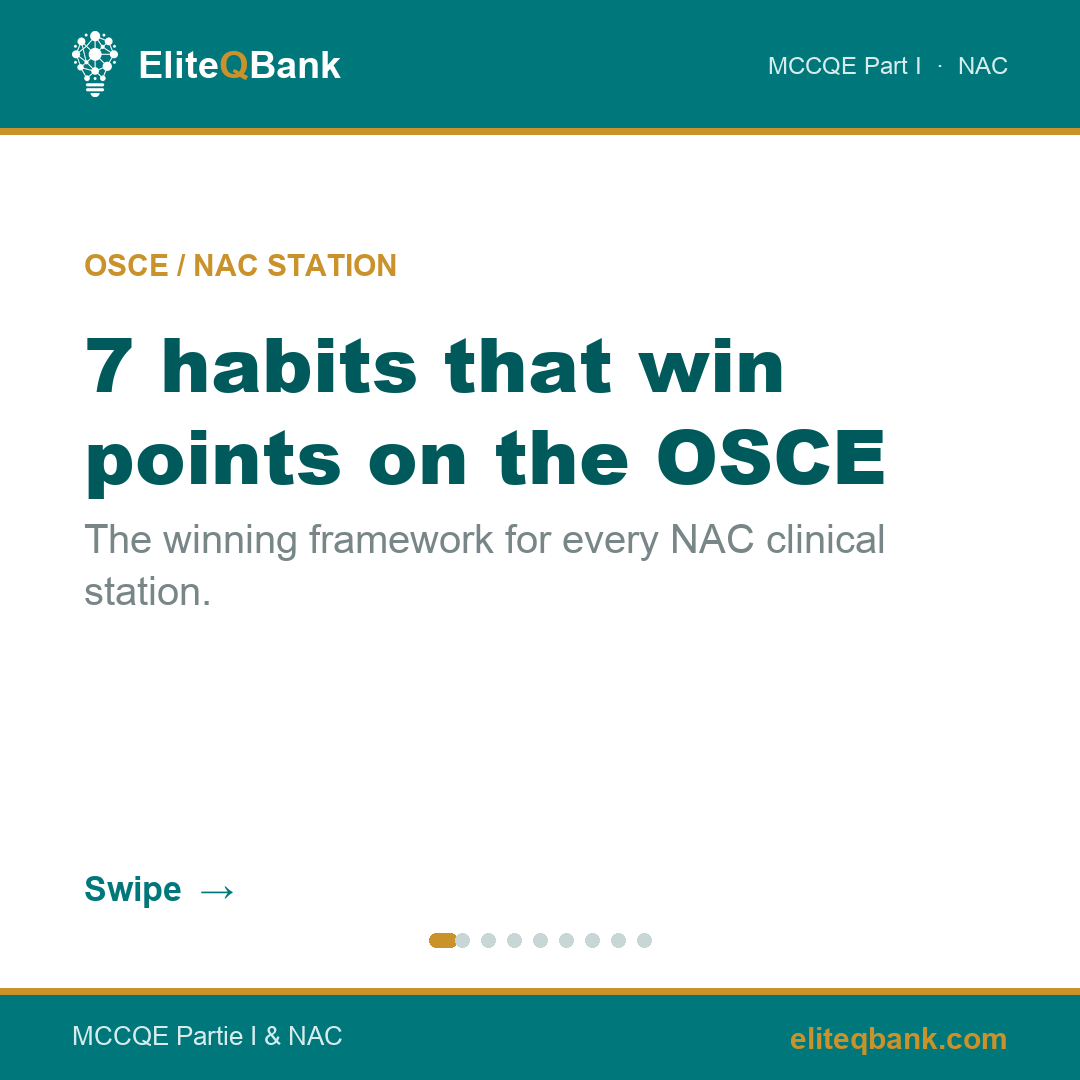 EliteQBank
MCCQE Part I · NAC
OSCE / NAC STATION
7 habits that win
points on the OSCE
The winning framework for every NAC clinical
station.
Swipe →
MCCQE Partie I & NAC
eliteqbank.com